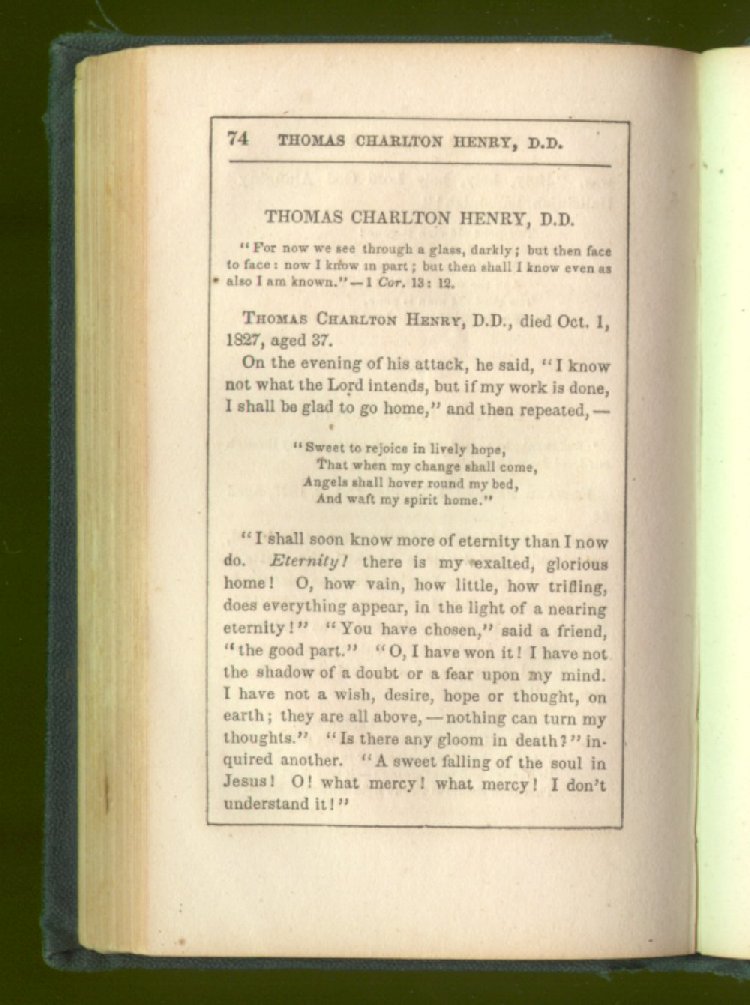 74 THOMAS CHARLTON HENRY, D.D.
THOMAS CHARLTON HENRY, D.D.
"For now we see through a glass, darkly; but then face
to face: now I know in part; but then shall I know even as
also I am known."—1 Cor. 13: 12.
THOMAS CHARLTON HENRY, D.D., died Oct. 1,
1827, aged 37.
On the evening of his attack, he said, "I know
not what the Lord intends, but if my work is done,
I shall be glad to go home," and then repeated,—
"Sweet to rejoice in lively hope,
That when my change shall come,
Angels shall hover round my bed,
And waft my spirit home."
"I shall soon know more of eternity than I now
do. Eternity! there is my exalted, glorious
home! O, how vain, how little, how trifling,
does everything appear, in the light of a nearing
eternity!" "You have chosen," said a friend,
"the good part." "O, I have won it! I have not
the shadow of a doubt or a fear upon my mind.
I have not a wish, desire, hope or thought, on
earth; they are all above,—nothing can turn my
thoughts." "Is there any gloom in death?" in-
quired another. "A sweet falling of the soul in
Jesus! O! what mercy! what mercy! I don't
understand it!"